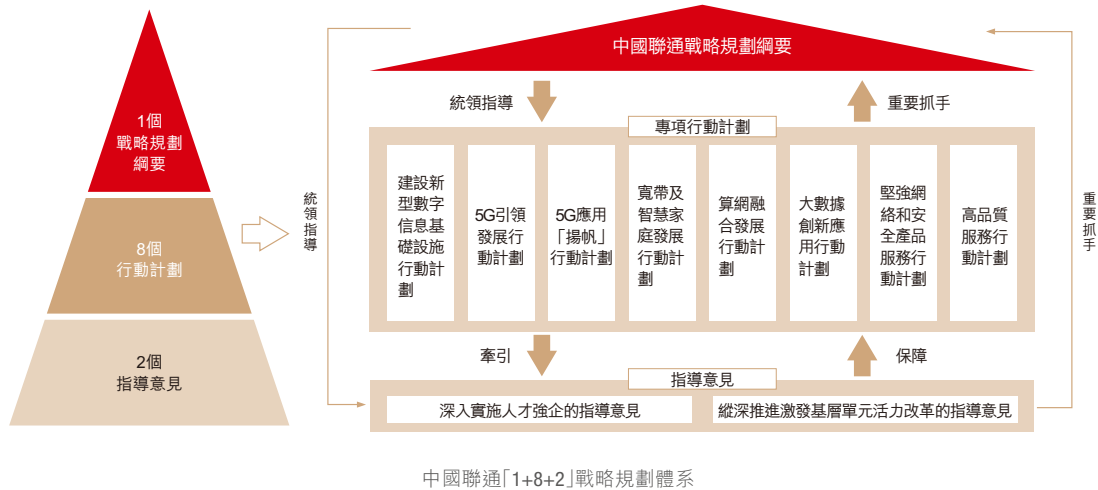 1個
戰略規劃
綱要
8個
行動計劃
2個
指導意見
統領指導
中國聯通戰略規劃綱要
統領指導
重要抓手
專項行動計劃
建設新
型數字
信息基
礎設施
行動計
劃
5G引領
發展行
動計劃
5G應用
「揚帆」
行動計劃
寬帶及
智慧家
庭發展
行動計
劃
算網融
合發展
行動計
劃
大數據
創新應
用行動
計劃
堅強網
絡和安
全產品
服務行
動計劃
高品質
服務行
動計劃
牽引
保障
指導意見
深入實施人才強企的指導意見
縱深推進激發基層單元活力改革的指導意見
重要抓手
中國聯通「1+8+2」戰略規劃體系